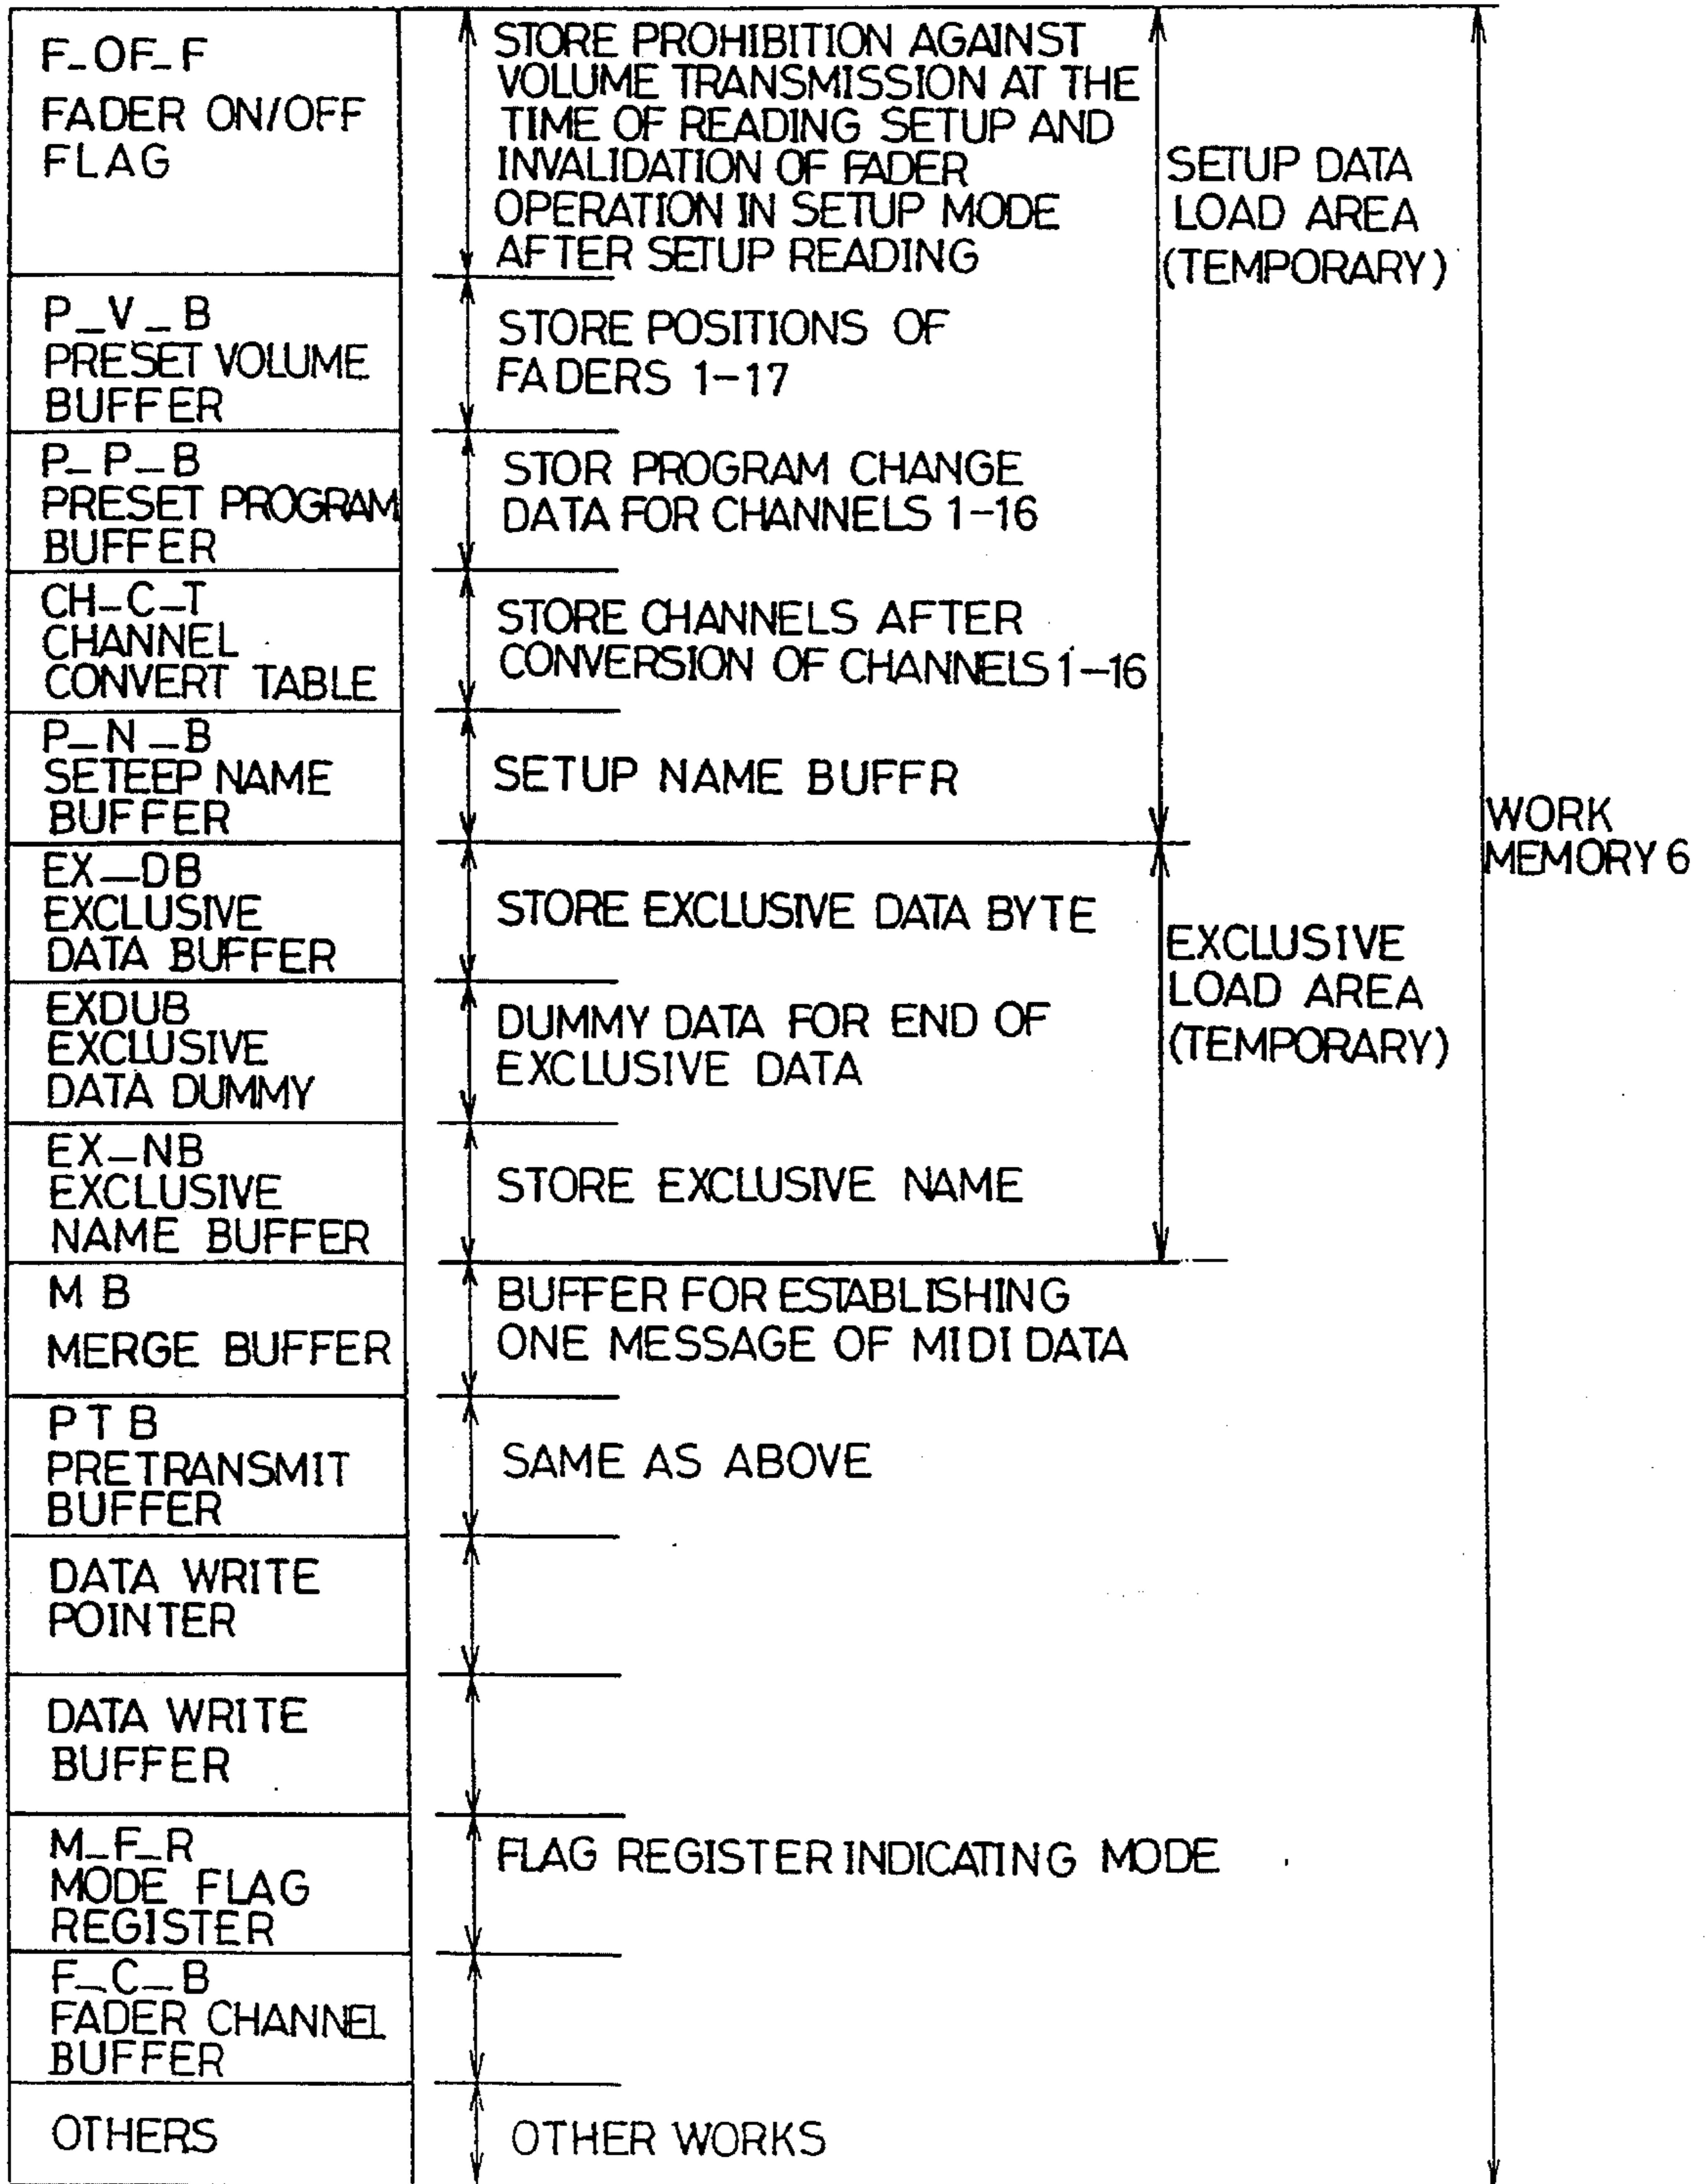 F_OF_F
FADER ON/OFF
FLAG
STORE PROHIBITION AGAINST
VOLUME TRANSMISSION AT THE
TIME OF READING SETUP AND
INVALIDATION OF FADER
OPERATION IN SETUP MODE
AFTER SETUP READING
SETUP DATA
LOAD AREA
(TEMPORARY)
P_V_B
PRESET VOLUME
BUFFER
STORE POSITIONS OF
FADERS 1-17
P_P_B
PRESET PROGRAM
BUFFER
STOR PROGRAM CHANGE
DATA FOR CHANNELS 1-16
CH_C_T
CHANNEL
CONVERT TABLE
STORE CHANNELS AFTER
CONVERSION OF CHANNELS 1-16
P_N_B
SETEEP NAME
BUFFER
SETUP NAME BUFFR
WORK
MEMORY 6
EX_DB
EXCLUSIVE
DATA BUFFER
STORE EXCLUSIVE DATA BYTE
EXCLUSIVE
LOAD AREA
(TEMPORARY)
EXDUB
EXCLUSIVE
DATA DUMMY
DUMMY DATA FOR END OF
EXCLUSIVE DATA
EX_NB
EXCLUSIVE
NAME BUFFER
STORE EXCLUSIVE NAME
M B
MERGE BUFFER
BUFFER FOR ESTABLISHING
ONE MESSAGE OF MIDI DATA
P T B
PRETRANSMIT
BUFFER
SAME AS ABOVE
DATA WRITE
POINTER
DATA WRITE
BUFFER
M_F_R
MODE FLAG
REGISTER
FLAG REGISTER INDICATING MODE
F_C_B
FADER CHANNEL
BUFFER
OTHERS
OTHER WORKS